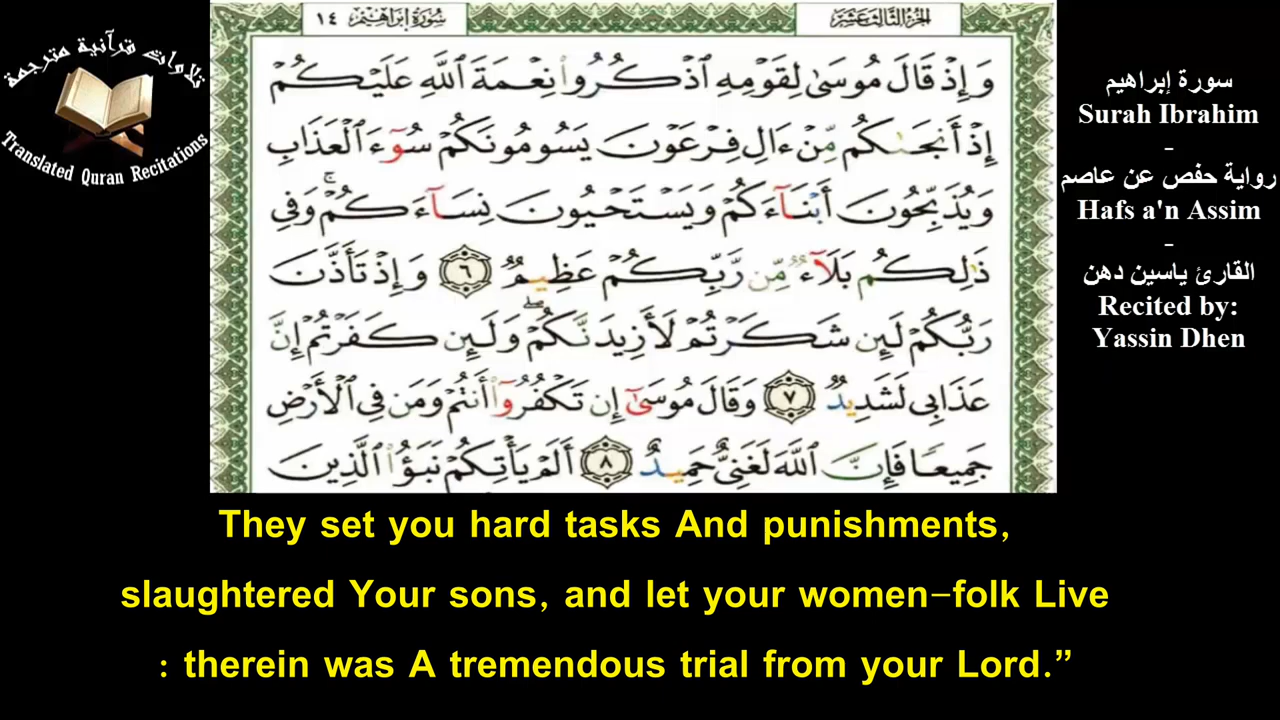 تلاوات قرآنية مترجمة
Translated Quran Recitations
الجزء الثالث عشر
سورة إبراهيم ١٤
وَإِذْ قَالَ مُوسَىٰ لِقَوْمِهِ ٱذْكُرُوا۟ نِعْمَةَ ٱللَّهِ عَلَيْكُمْ
إِذْ أَنجَىٰكُم مِّنْ ءَالِ فِرْعَوْنَ يَسُومُونَكُمْ سُوٓءَ ٱلْعَذَابِ
وَيُذَبِّحُونَ أَبْنَآءَكُمْ وَيَسْتَحْيُونَ نِسَآءَكُمْ ۚ وَفِى
ذَٰلِكُم بَلَآءٌ مِّن رَّبِّكُمْ عَظِيمٌ ٦ وَإِذْ تَأَذَّنَ
رَبُّكُمْ لَئِن شَكَرْتُمْ لَأَزِيدَنَّكُمْ ۖ وَلَئِن كَفَرْتُمْ إِنَّ
عَذَابِى لَشَدِيدٌ ٧ وَقَالَ مُوسَىٰٓ إِن تَكْفُرُوٓا۟ أَنتُمْ وَمَن فِى ٱلْأَرْضِ
جَمِيعًا فَإِنَّ ٱللَّهَ لَغَنِىٌّ حَمِيدٌ ٨ أَلَمْ يَأْتِكُمْ نَبَؤُا۟ ٱلَّذِينَ
سورة إبراهيم
Surah Ibrahim
-
رواية حفص عن عاصم
Hafs a'n Assim
-
القارئ ياسين دهن
Recited by:
Yassin Dhen
They set you hard tasks And punishments,
slaughtered Your sons, and let your women-folk Live
: therein was A tremendous trial from your Lord.”